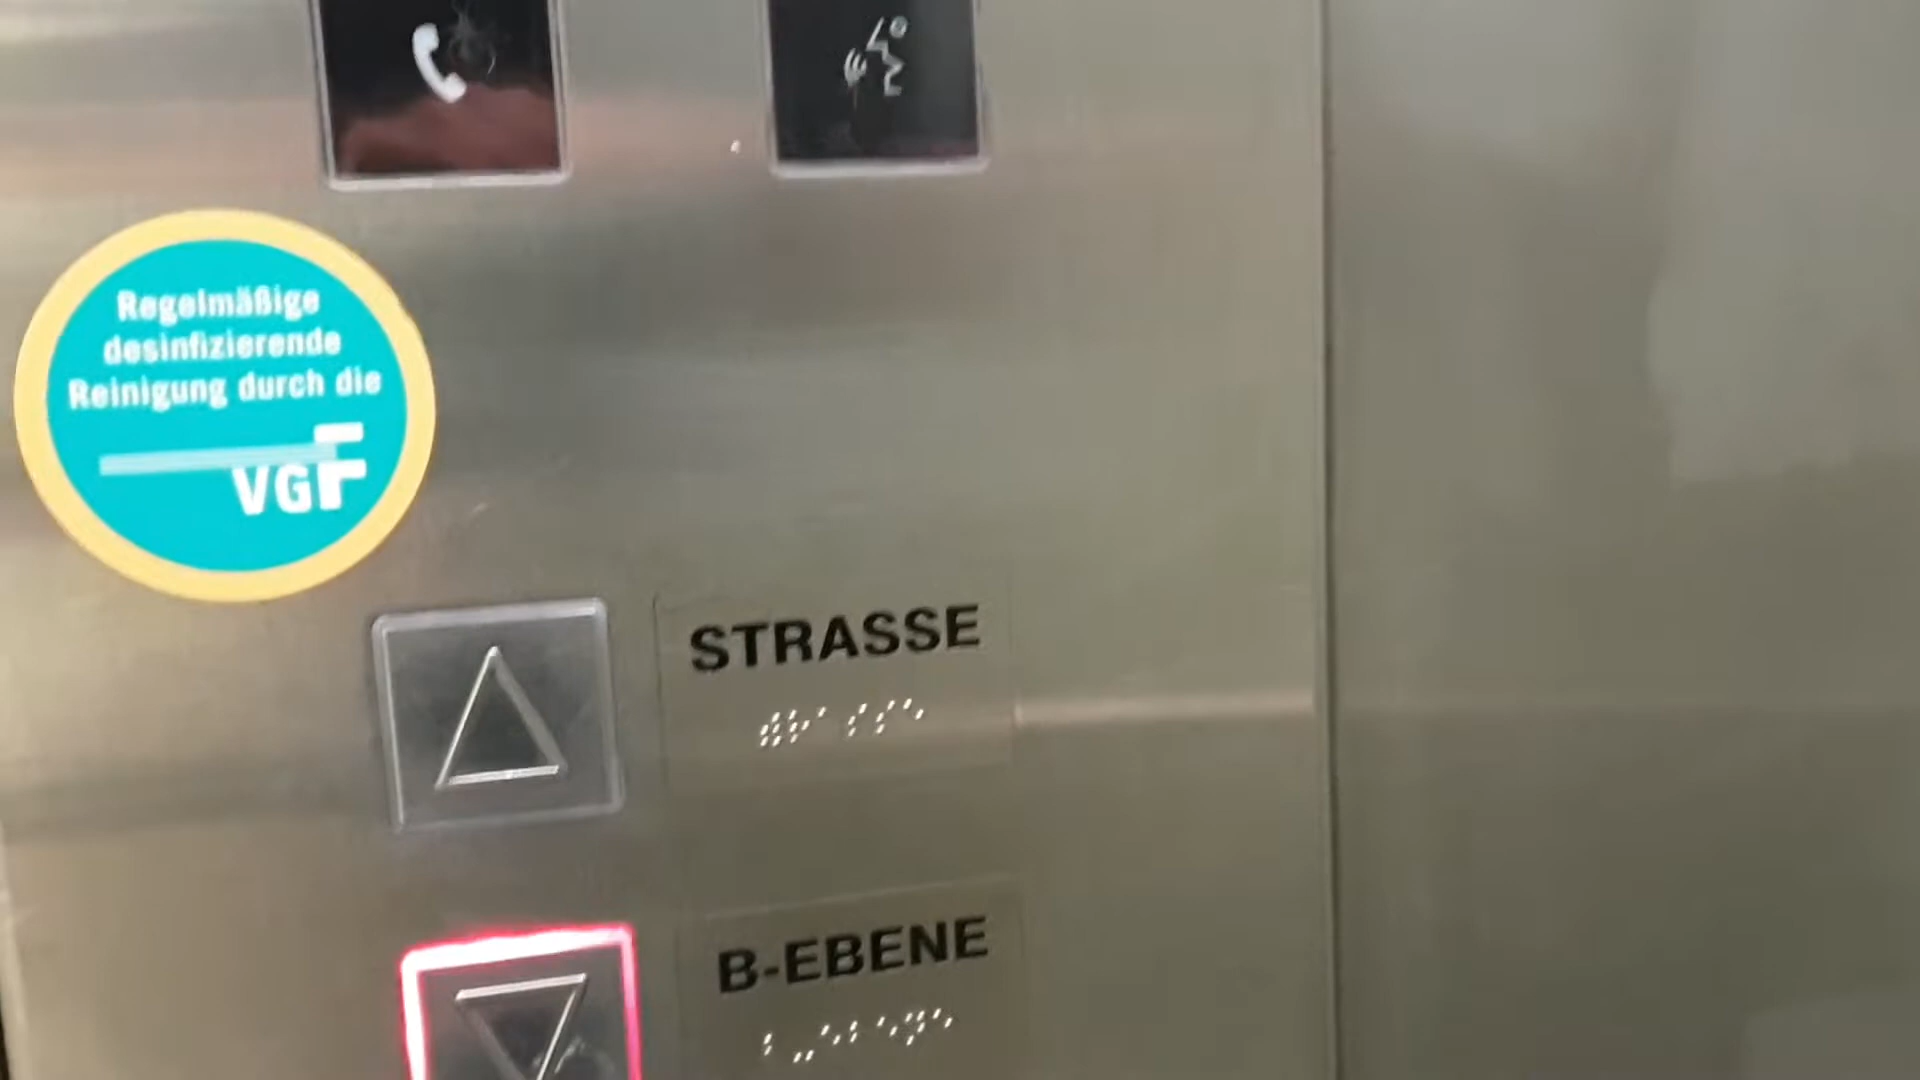 Regelmäßige
desinfizierende
Reinigung durch die
VGF
STRASSE
B-EBENE